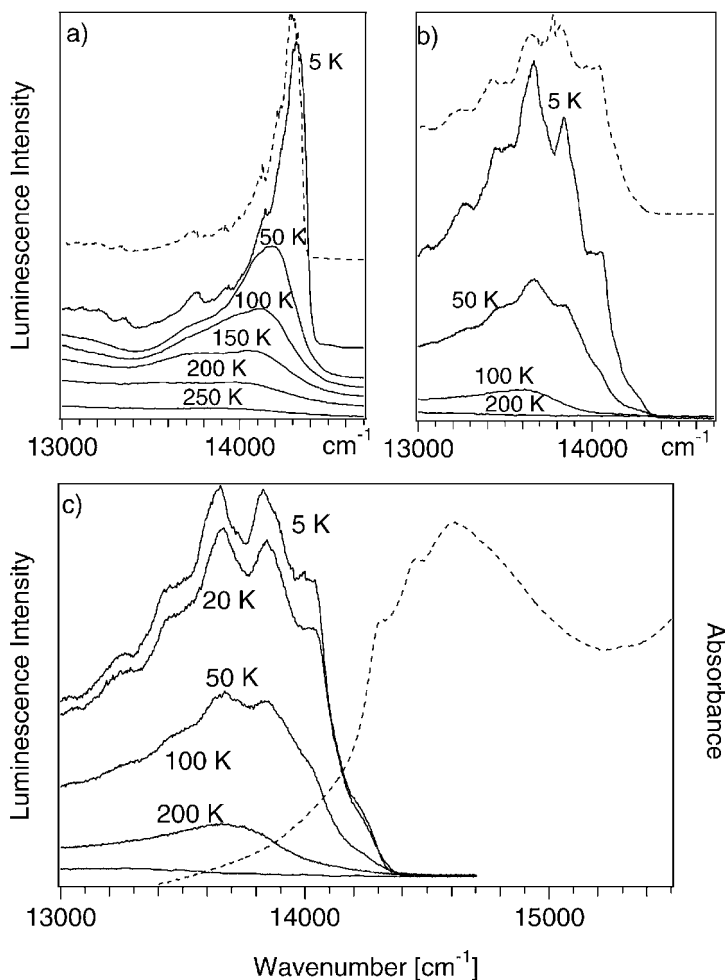 a)
5 K
50 K
100 K
150 K
200 K
250 K
13000
14000
cm-1
Luminescence Intensity
b)
5 K
50 K
100 K
200 K
13000
14000
cm-1
c)
5 K
20 K
50 K
100 K
200 K
Luminescence Intensity
Absorbance
13000
14000
15000
Wavenumber [cm-1]